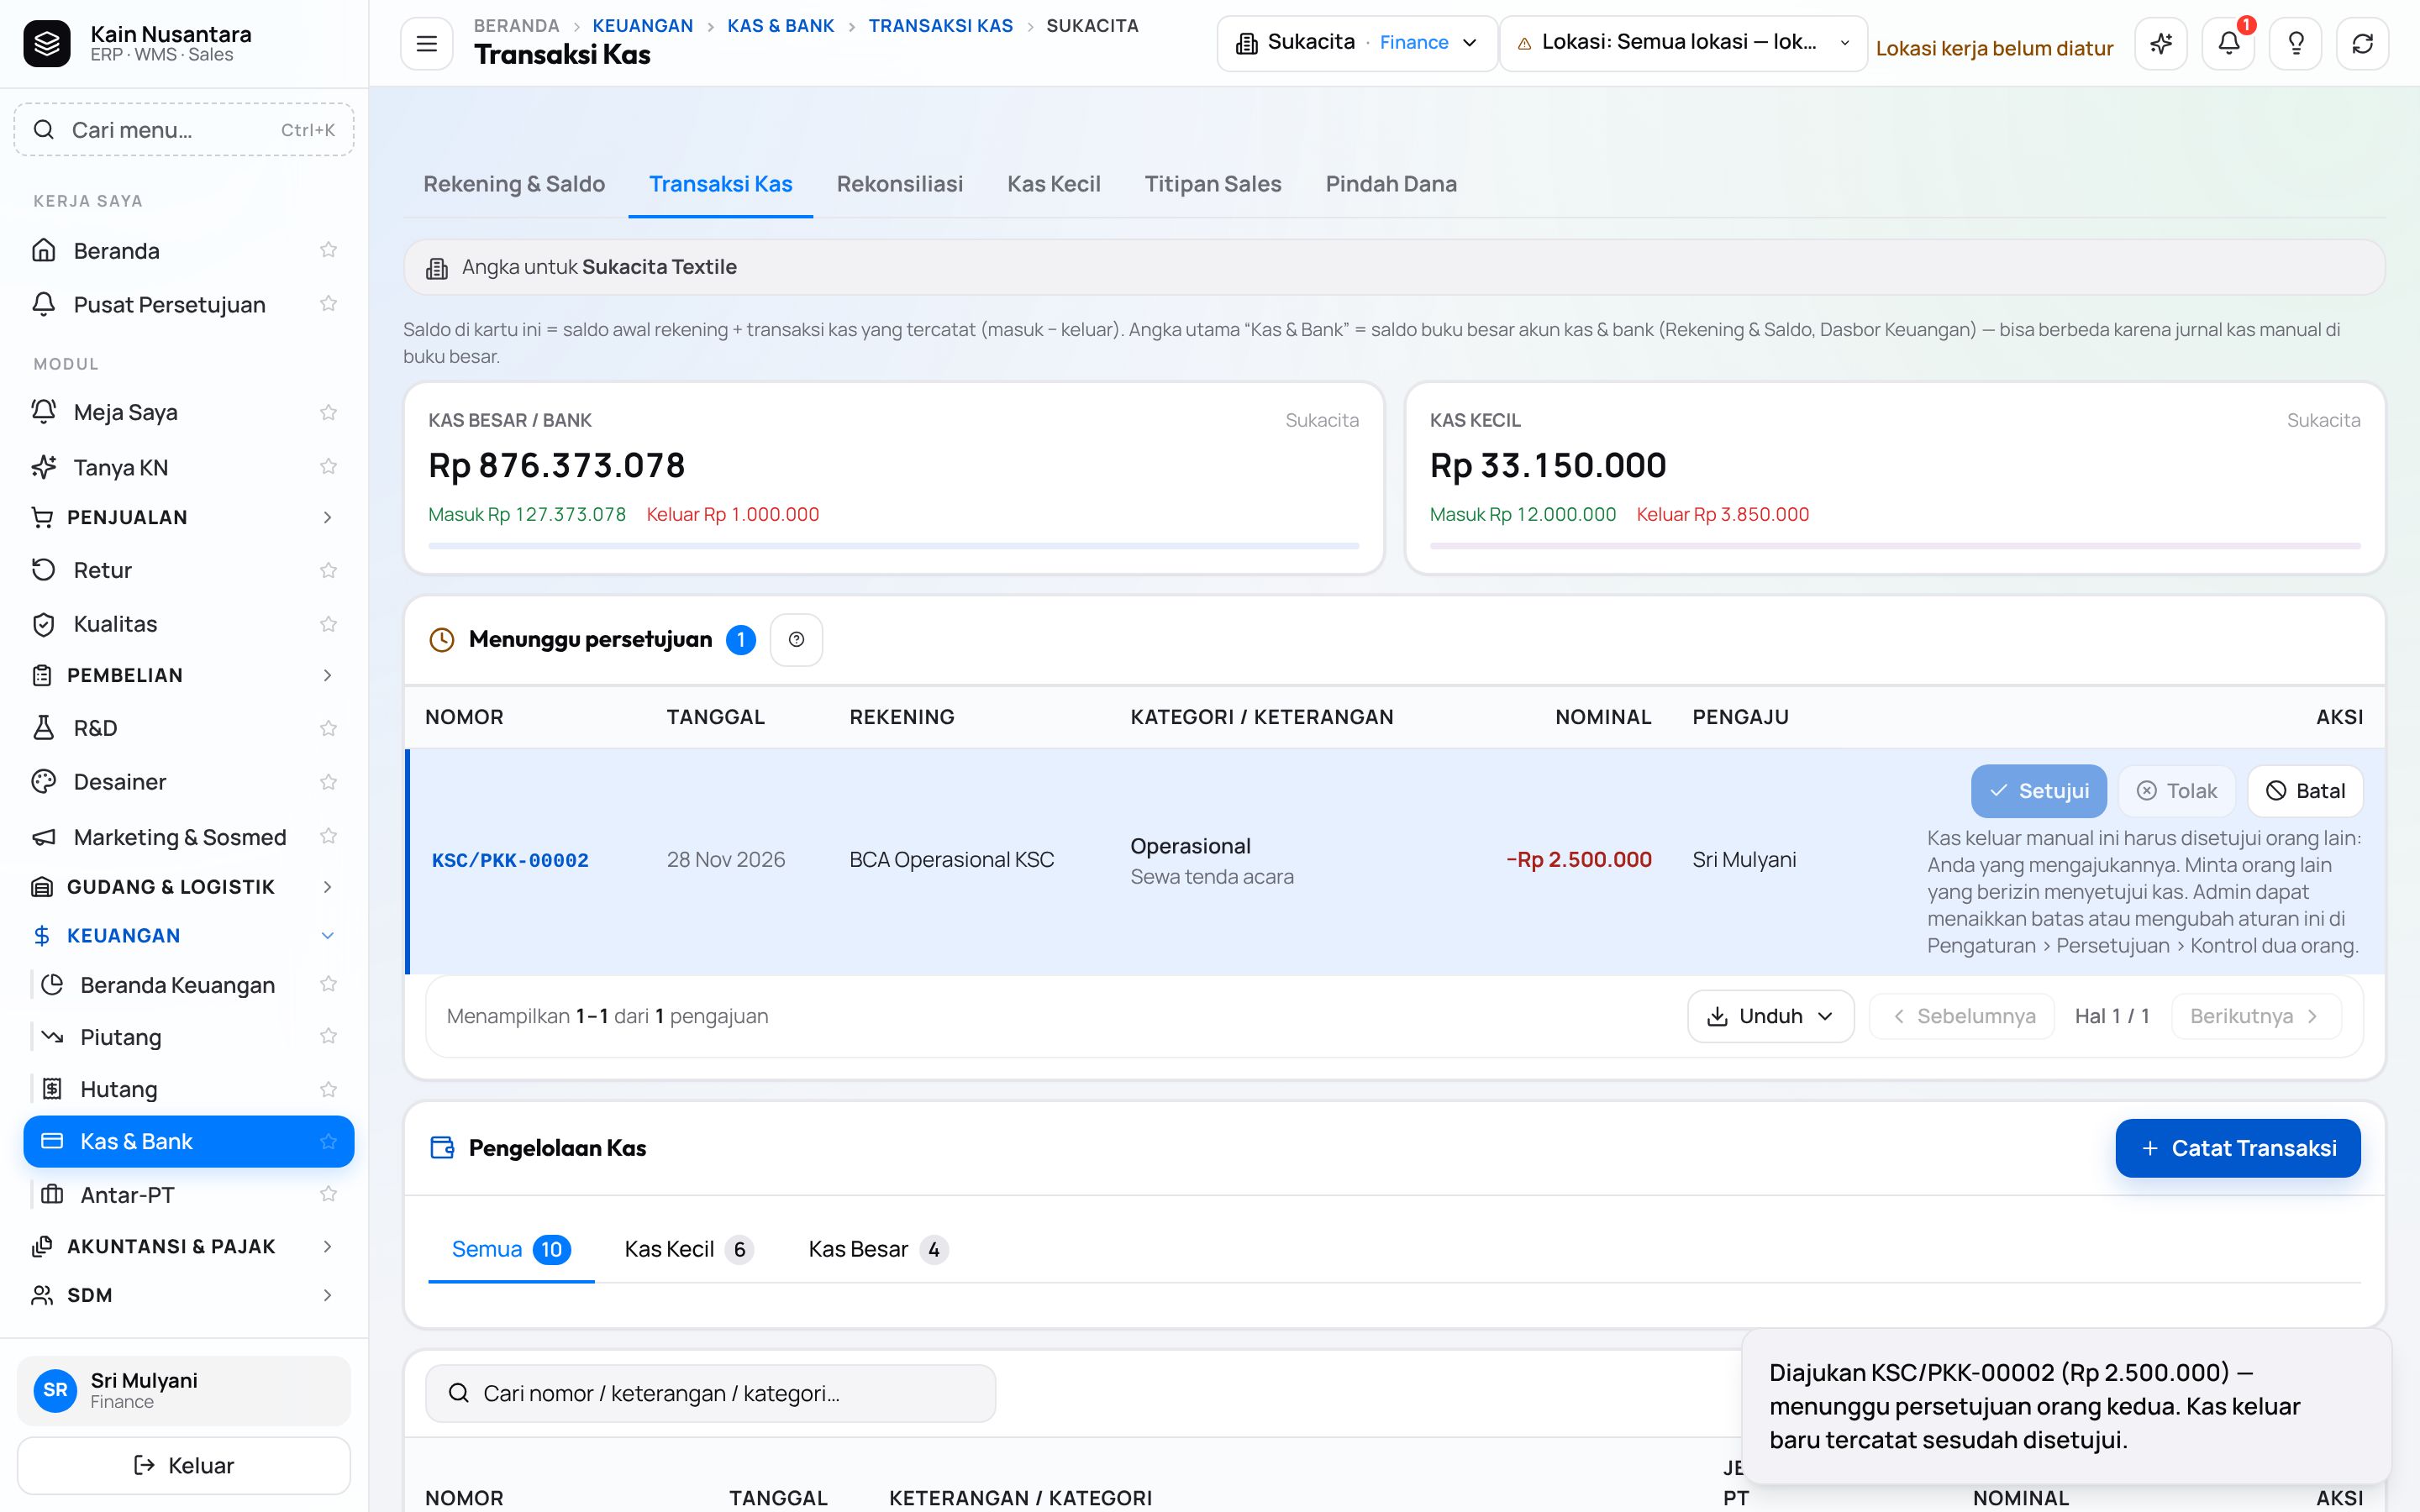 Kain Nusantara
ERP · WMS · Sales
Cari menu... Ctrl+K
KERJA SAYA
Beranda
Pusat Persetujuan
MODUL
Meja Saya
Tanya KN
PENJUALAN
Retur
Kualitas
PEMBELIAN
R&D
Desainer
Marketing & Sosmed
GUDANG & LOGISTIK
KEUANGAN
Beranda Keuangan
Piutang
Hutang
Kas & Bank
Antar-PT
AKUNTANSI & PAJAK
SDM
SR
Sri Mulyani
Finance
Keluar
BERANDA > KEUANGAN > KAS & BANK > TRANSAKSI KAS > SUKACITA
Transaksi Kas
Sukacita · Finance
Lokasi: Semua lokasi — lok...
Lokasi kerja belum diatur
1
Rekening & Saldo Transaksi Kas Rekonsiliasi Kas Kecil Titipan Sales Pindah Dana
Angka untuk Sukacita Textile
Saldo di kartu ini = saldo awal rekening + transaksi kas yang tercatat (masuk − keluar). Angka utama “Kas & Bank” = saldo buku besar akun kas & bank (Rekening & Saldo, Dasbor Keuangan) — bisa berbeda karena jurnal kas manual di
buku besar.
KAS BESAR / BANK Sukacita
Rp 876.373.078
Masuk Rp 127.373.078 Keluar Rp 1.000.000
KAS KECIL Sukacita
Rp 33.150.000
Masuk Rp 12.000.000 Keluar Rp 3.850.000
Menunggu persetujuan 1
NOMOR TANGGAL REKENING KATEGORI / KETERANGAN NOMINAL PENGAJU AKSI
KSC/PKK-00002 28 Nov 2026 BCA Operasional KSC
Operasional
Sewa tenda acara
−Rp 2.500.000 Sri Mulyani
Setujui Tolak Batal
Kas keluar manual ini harus disetujui orang lain:
Anda yang mengajukannya. Minta orang lain
yang berizin menyetujui kas. Admin dapat
menaikkan batas atau mengubah aturan ini di
Pengaturan › Persetujuan › Kontrol dua orang.
Menampilkan 1–1 dari 1 pengajuan
Unduh Sebelumnya Hal 1 / 1 Berikutnya
Pengelolaan Kas
Catat Transaksi
Semua 10 Kas Kecil 6 Kas Besar 4
Cari nomor / keterangan / kategori...
NOMOR TANGGAL KETERANGAN / KATEGORI
PT NOMINAL AKSI
Diajukan KSC/PKK-00002 (Rp 2.500.000) —
menunggu persetujuan orang kedua. Kas keluar
baru tercatat sesudah disetujui.